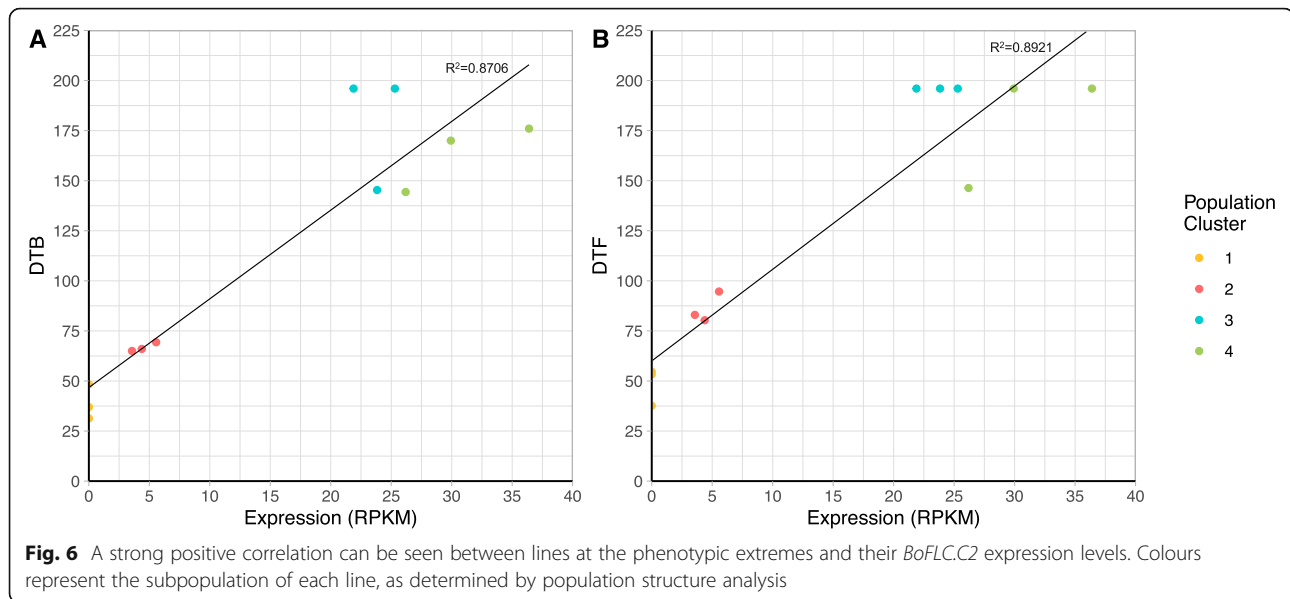 A
225
200
175
150
125
100
75
50
25
0
DTB
R²=0.8706
0 5 10 15 20 25 30 35 40
Expression (RPKM)
B
225
200
175
150
125
100
75
50
25
0
DTF
R²=0.8921
0 5 10 15 20 25 30 35 40
Expression (RPKM)
Population
Cluster
1
2
3
4
Fig. 6 A strong positive correlation can be seen between lines at the phenotypic extremes and their BoFLC.C2 expression levels. Colours
represent the subpopulation of each line, as determined by population structure analysis